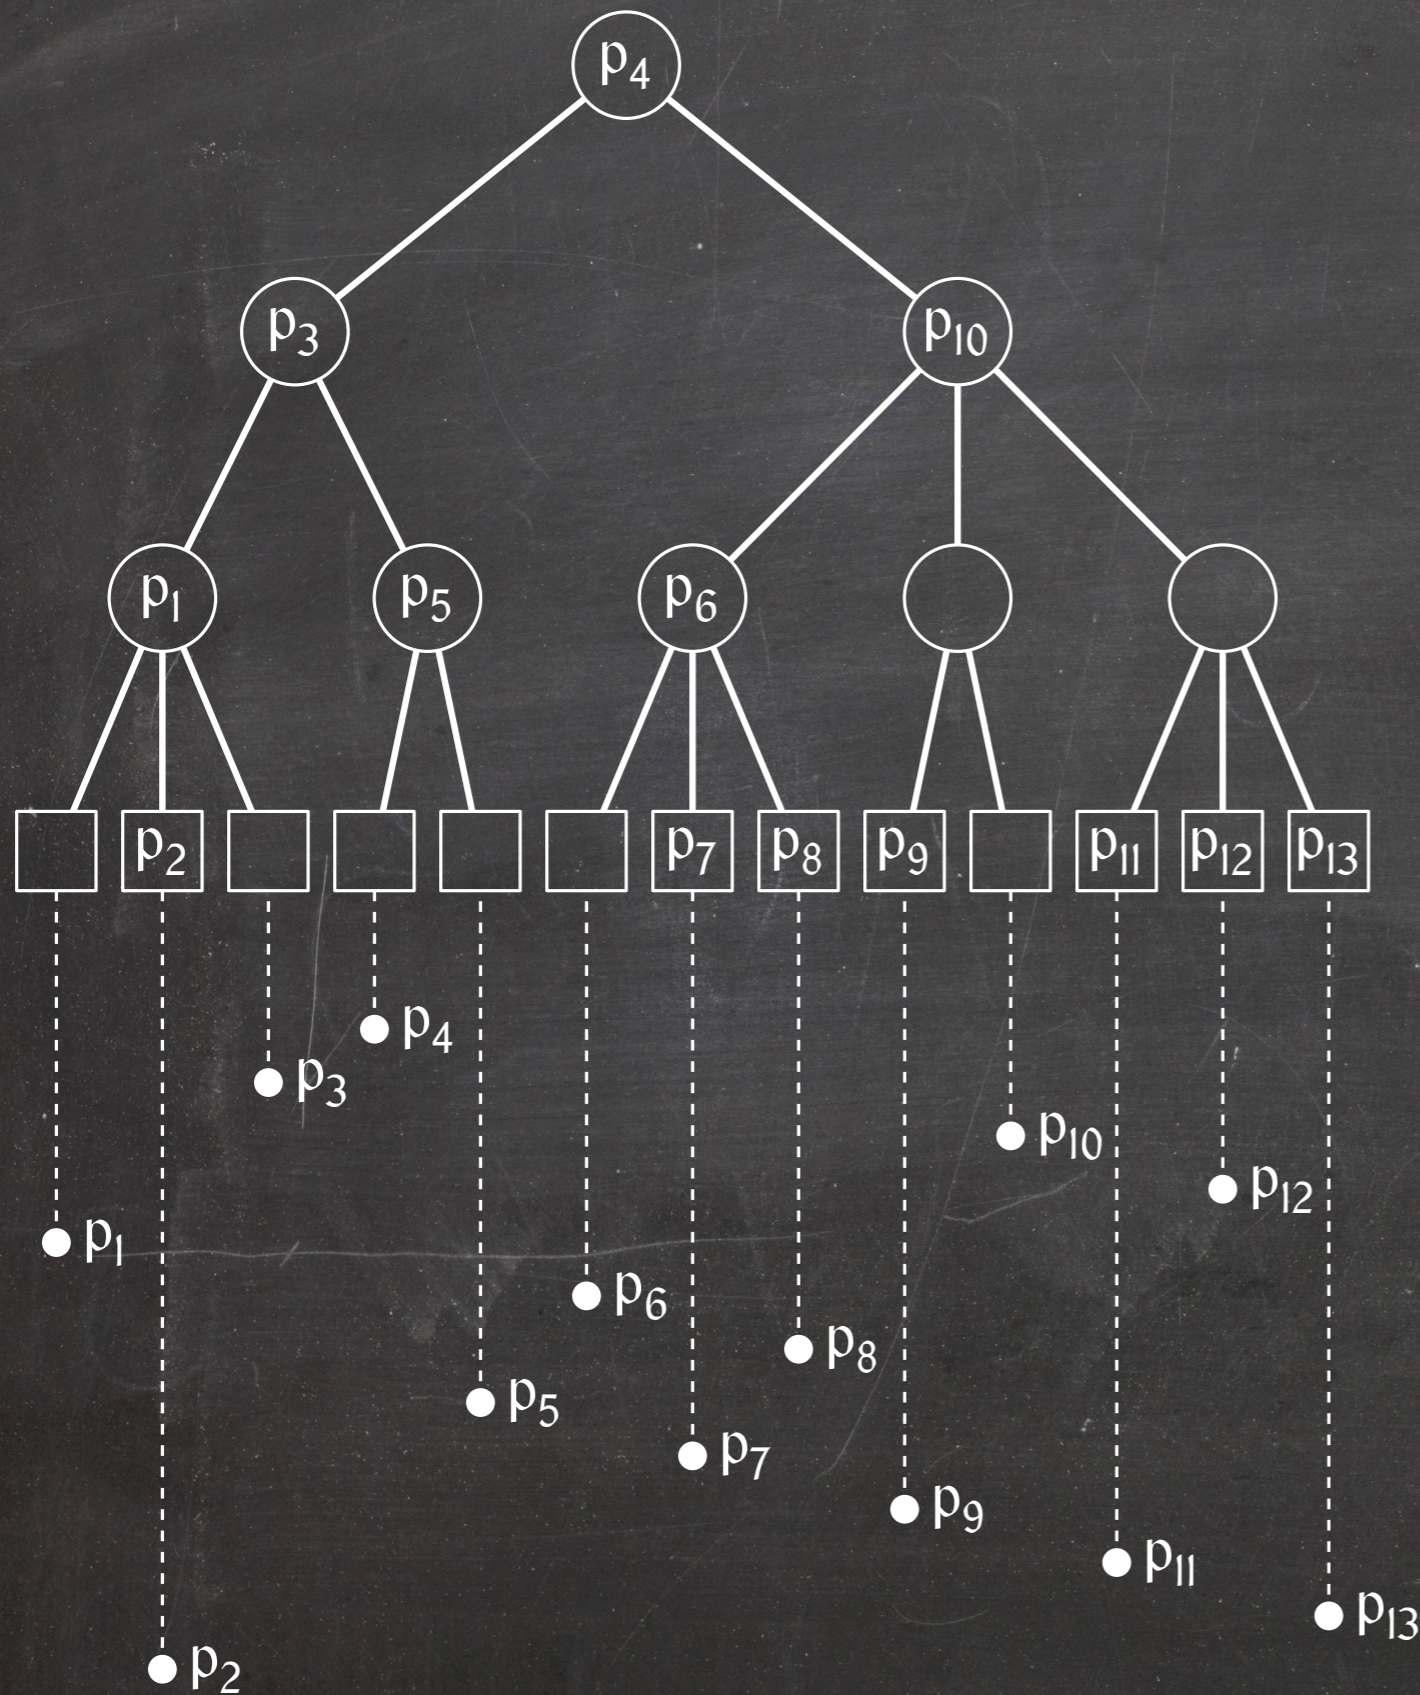 p₄
p₃ p₁₀
p₁ p₅ p₆
p₂ p₇ p₈ p₉ p₁₁ p₁₂ p₁₃
p₄
p₃
p₁₀
p₁₂
p₁
p₆
p₈
p₅
p₇
p₉
p₁₁
p₁₃
p₂